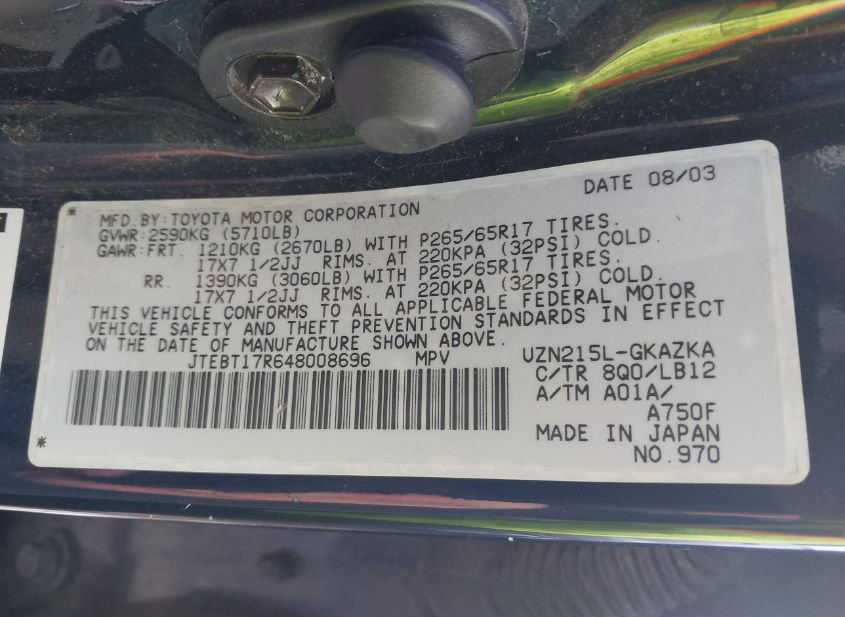 DATE 08/03
MFD BY: TOYOTA MOTOR CORPORATION
GVWR: 2590KG (5710LB)
GAWR: FRT. 1210KG (2670LB) WITH P265/65R17 TIRES.
17X7 1/2JJ RIMS. AT 220KPA (32PSI) COLD.
RR. 1390KG (3060LB) WITH P265/65R17 TIRES.
17X7 1/2JJ RIMS. AT 220KPA (32PSI) COLD.
THIS VEHICLE CONFORMS TO ALL APPLICABLE FEDERAL MOTOR
VEHICLE SAFETY AND THEFT PREVENTION STANDARDS IN EFFECT
ON THE DATE OF MANUFACTURE SHOWN ABOVE.
JTEBT17R648008696 MPV UZN215L-GKAZKA
C/TR 8Q0/LB12
A/TM A01A/
A750F
MADE IN JAPAN
NO.970